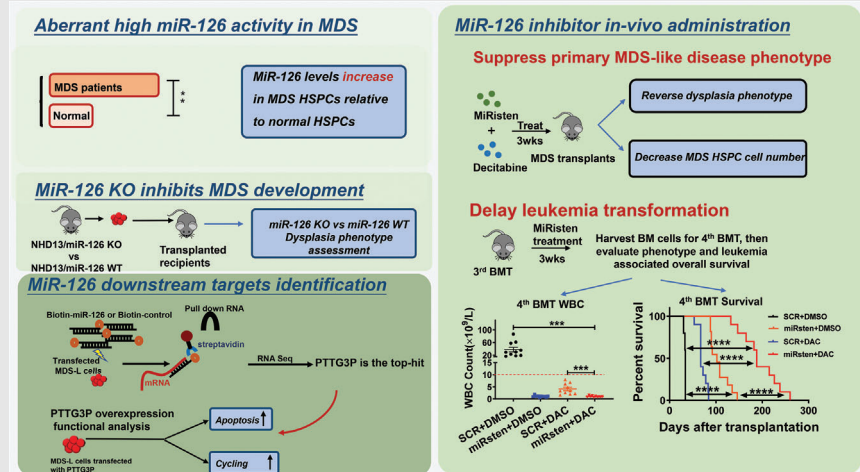 Aberrant high miR-126 activity in MDS
MDS patients
Normal
**
MiR-126 levels increase
in MDS HSPCs relative
to normal HSPCs
MiR-126 KO inhibits MDS development
NHD13/miR-126 KO
vs
NHD13/miR-126 WT
Transplanted
recipients
miR-126 KO vs miR-126 WT
Dysplasia phenotype
assessment
MiR-126 downstream targets identification
Biotin-miR-126 or Biotin-control
Transfected
MDS-L cells
Pull down RNA
streptavidin
mRNA
RNA Seq
PTTG3P is the top-hit
PTTG3P overexpression
functional analysis
MDS-L cells transfected
with PTTG3P
Apoptosis
Cycling
MiR-126 inhibitor in-vivo administration
Suppress primary MDS-like disease phenotype
MiRisten
+
Decitabine
Treat
3wks
MDS transplants
Reverse dysplasia phenotype
Decrease MDS HSPC cell number
Delay leukemia transformation
3rd BMT
MiRisten
treatment
3wks
Harvest BM cells for 4th BMT, then
evaluate phenotype and leukemia
associated overall survival
4th BMT WBC
WBC Count(×10⁹/L)
100
80
60
40
20
20
15
10
5
0
***
***
SCR+DMSO
miRsten+DMSO
SCR+DAC
miRsten+DAC
4th BMT Survival
Percent survival
100
50
0
0
100
200
300
Days after transplantation
****
****
****
****
SCR+DMSO
miRsten+DMSO
SCR+DAC
miRsten+DAC